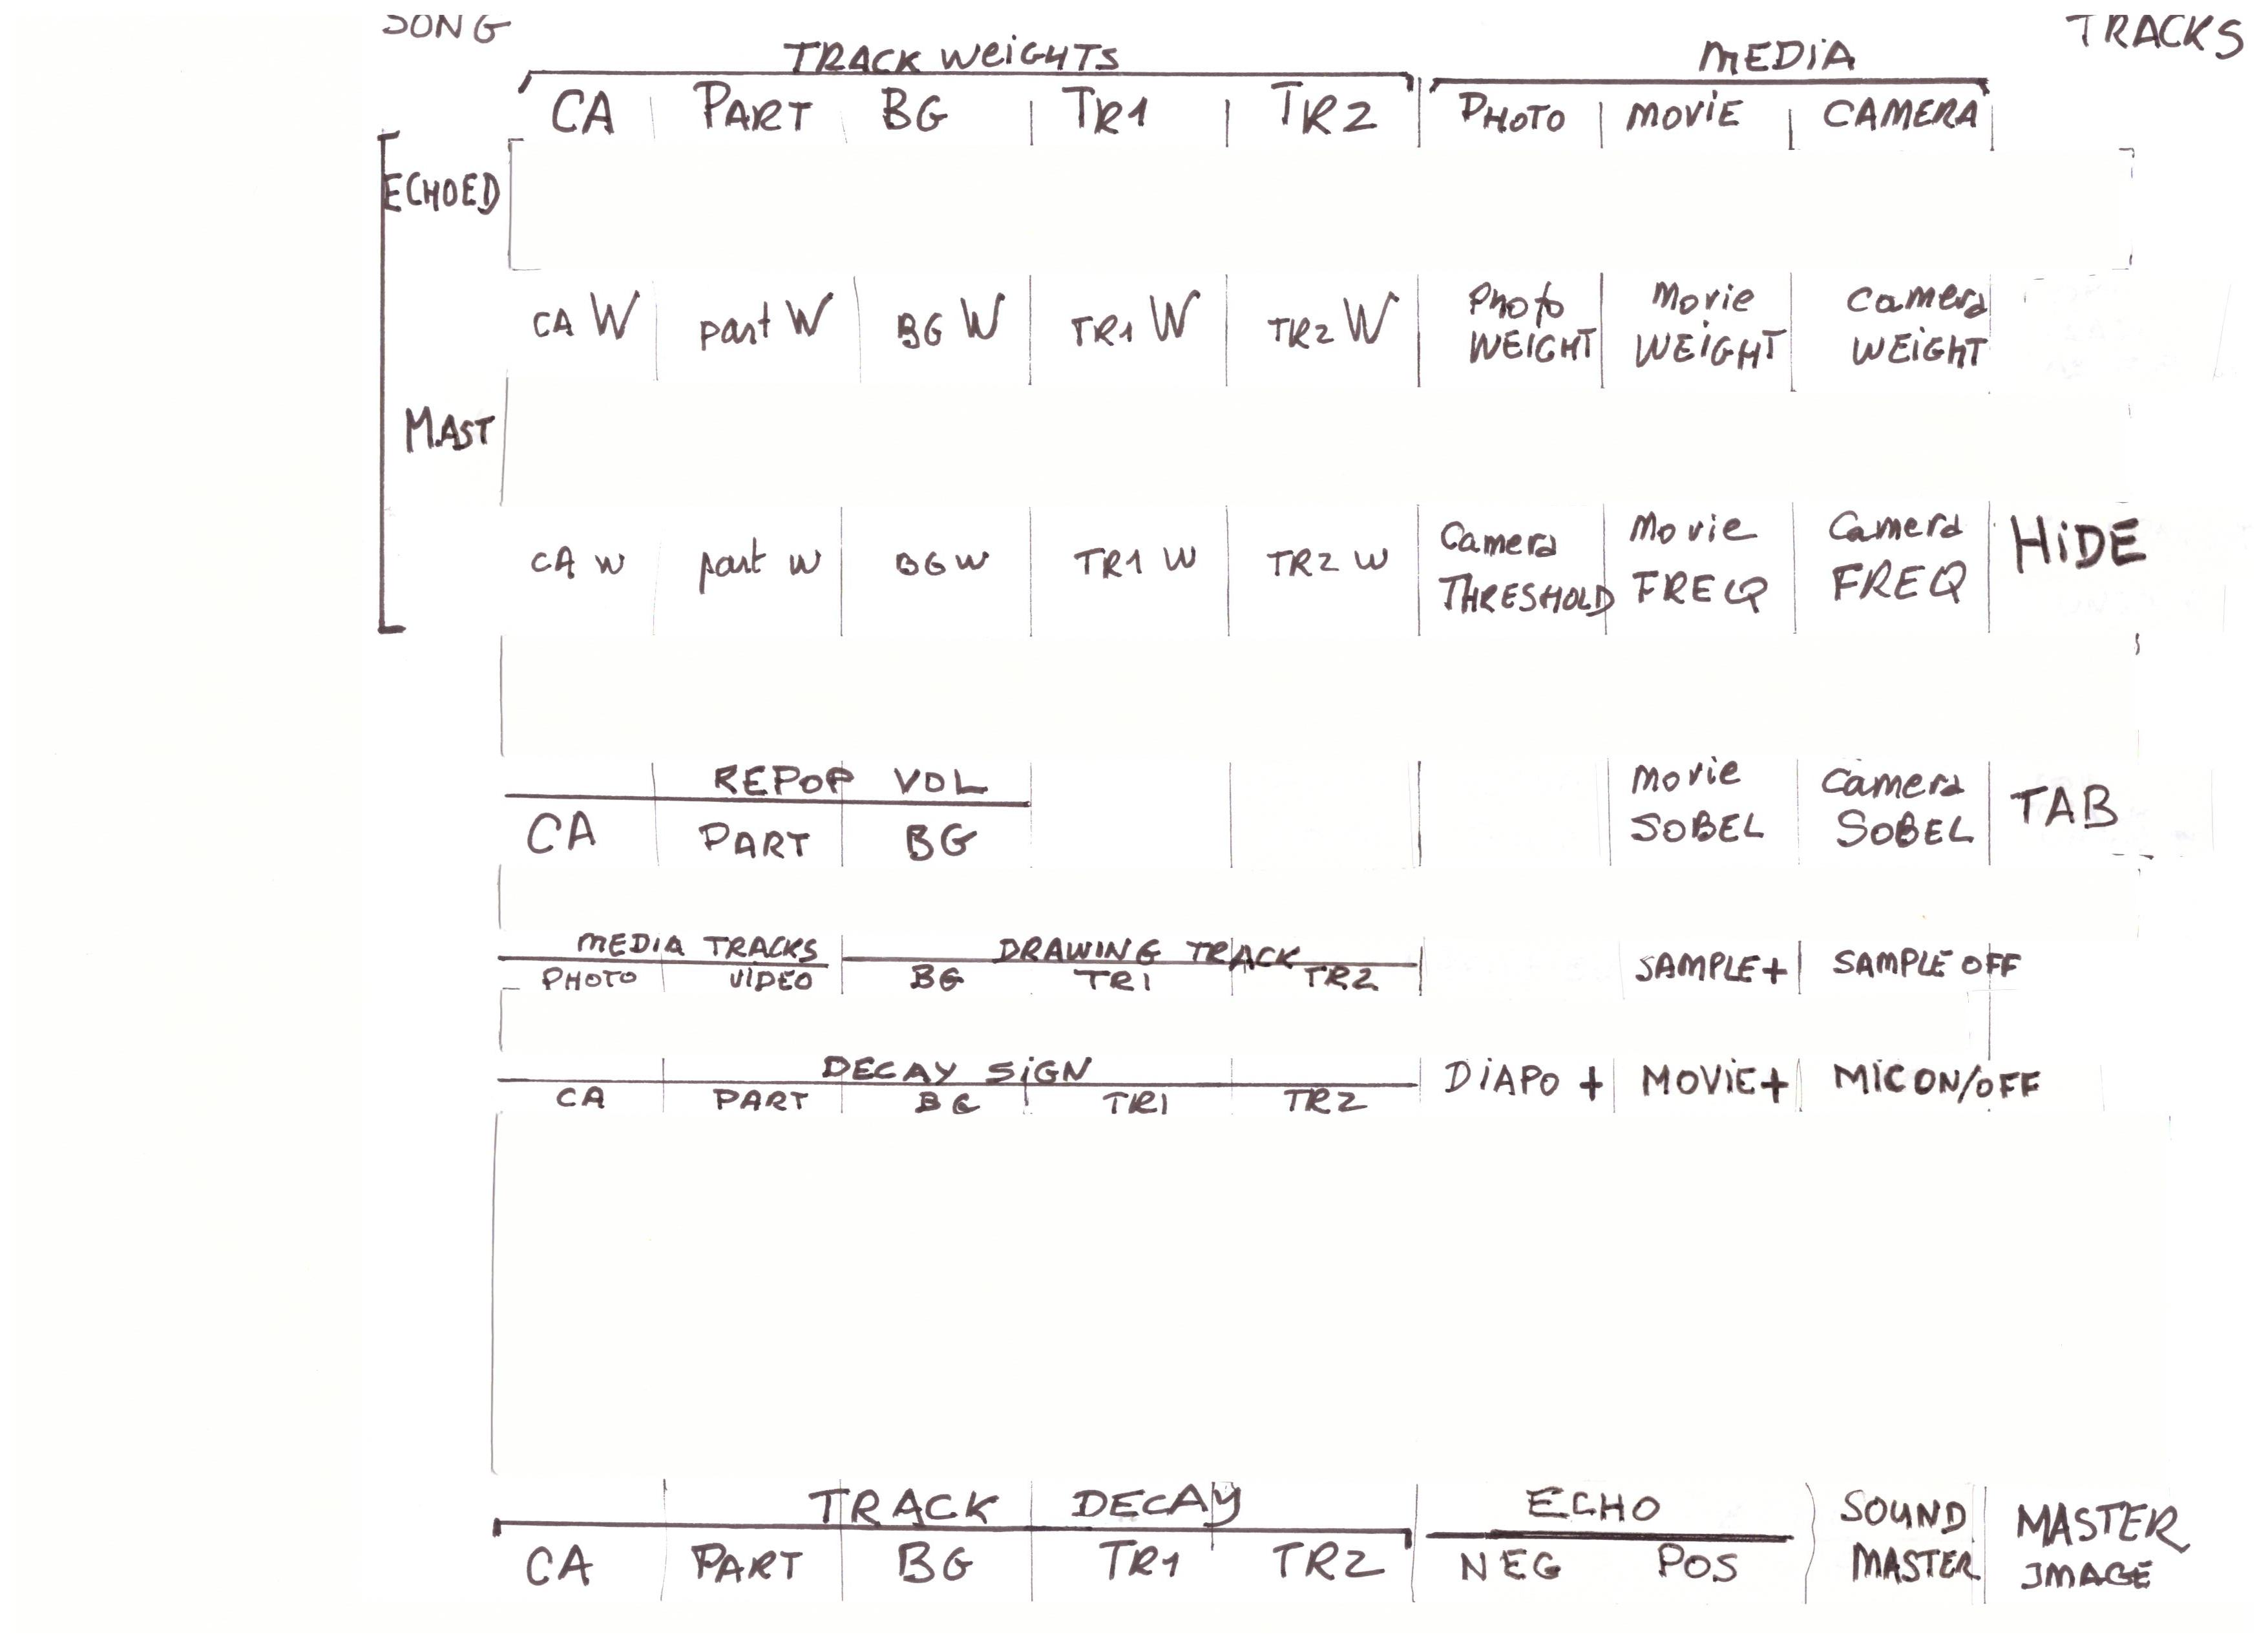 SONG TRACKS
TRACK WEiGHTS MEDiA
CA PART BG TR1 TR2 PHOTO MOViE CAMERA
ECHOED
CA W part W BG W TR1 W TR2 W Photo WEIGHT Movie WEiGHT Camera WEiGHT
MAST
CA W part W BG W TR1 W TR2 W Camera THRESHOLD Movie FREQ Camera FREQ HiDE
REPOP VOL
CA PART BG Movie SOBEL Camera SOBEL TAB
MEDIA TRACKS DRAWING TRACK
PHOTO VIDEO BG TR1 TR2 SAMPLE+ SAMPLE OFF
DECAY SiGN
CA PART BG TR1 TR2 DiAPO + MOViE+ MIC ON/OFF
TRACK DECAY ECHO
CA PART BG TR1 TR2 NEG POS SOUND MASTER MASTER IMAGE